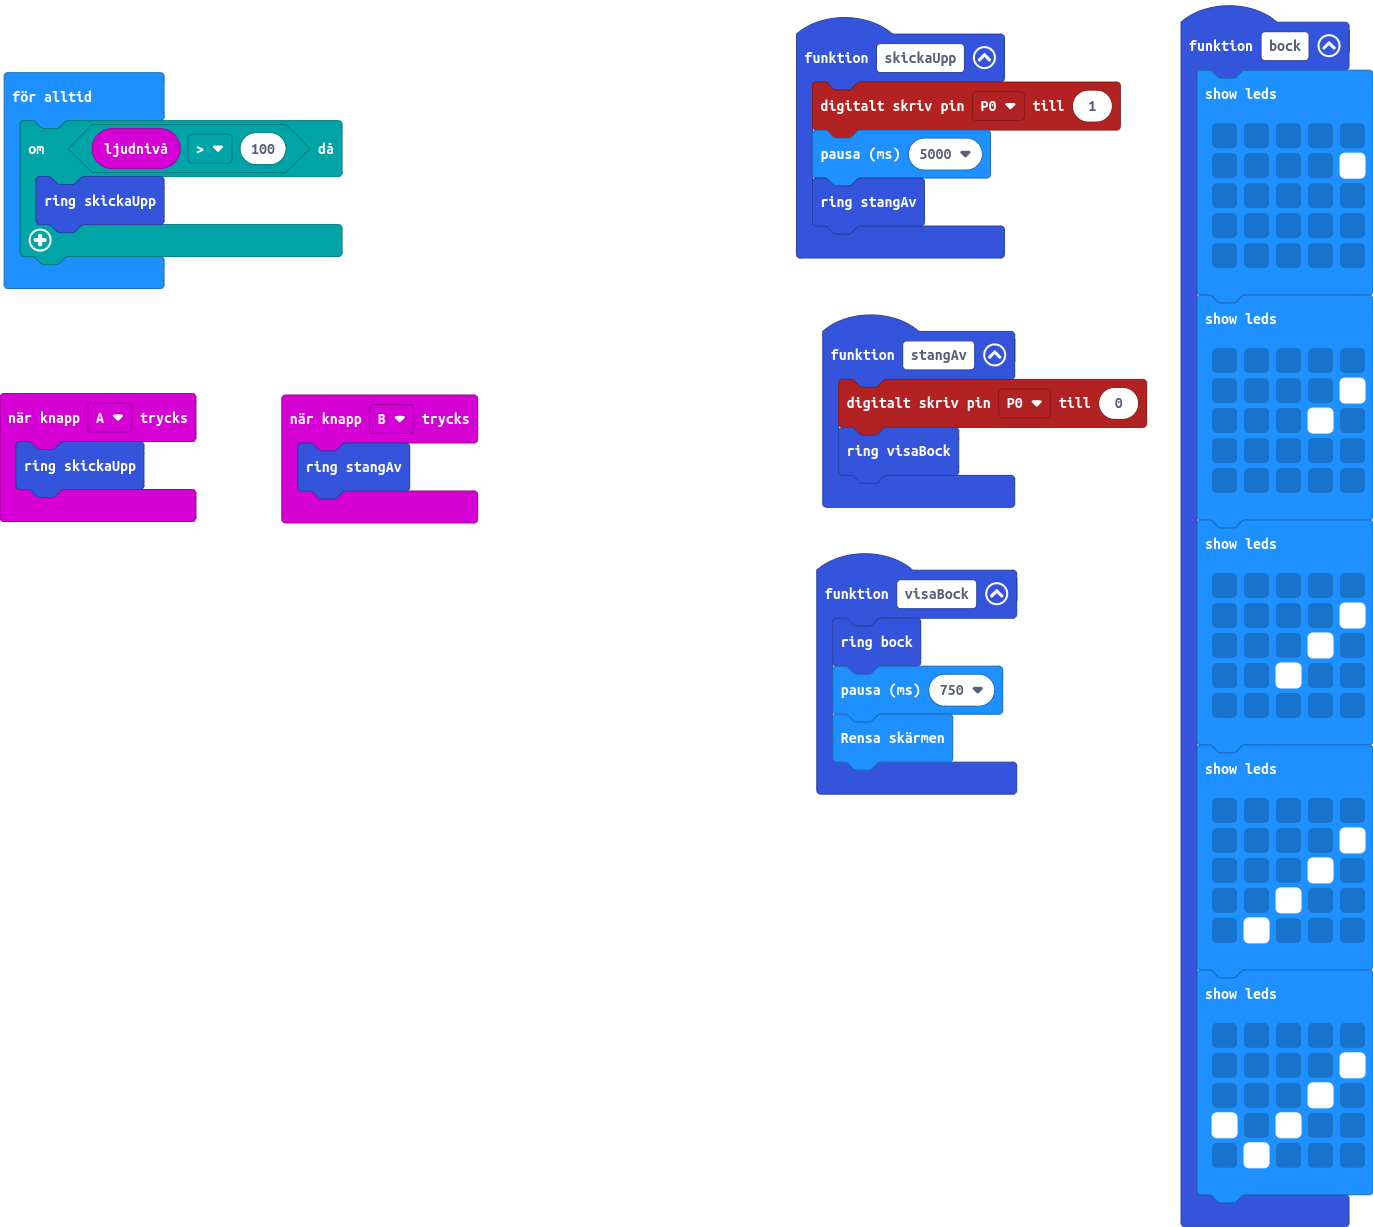 för alltid
om ljudnivå > 100 då
ring skickaUpp
när knapp A trycks
ring skickaUpp
när knapp B trycks
ring stangAv
funktion skickaUpp
digitalt skriv pin P0 till 1
pausa (ms) 5000
ring stangAv
funktion stangAv
digitalt skriv pin P0 till 0
ring visaBock
funktion visaBock
ring bock
pausa (ms) 750
Rensa skärmen
funktion bock
show leds
show leds
show leds
show leds
show leds